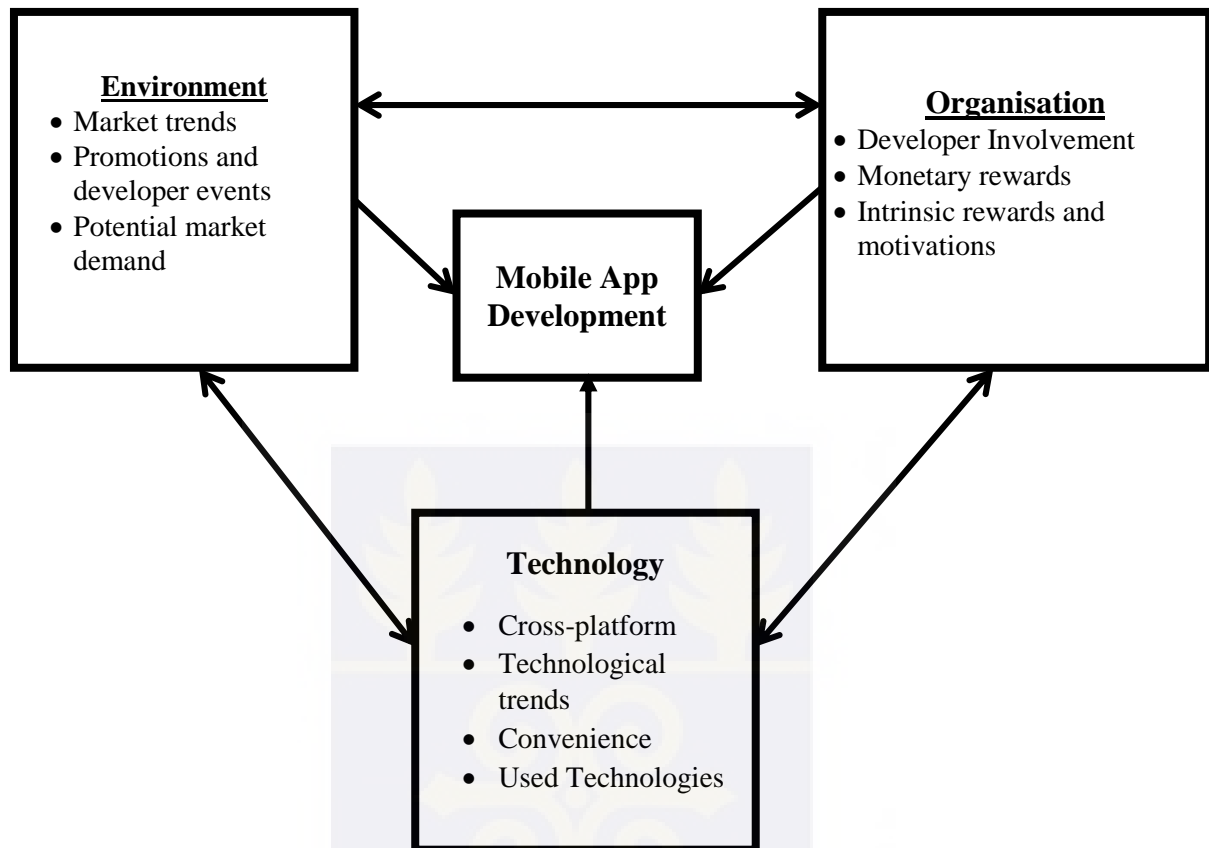 Environment
• Market trends
• Promotions and
developer events
• Potential market
demand
Organisation
• Developer Involvement
• Monetary rewards
• Intrinsic rewards and
motivations
Mobile App
Development
Technology
• Cross-platform
• Technological
trends
• Convenience
• Used Technologies